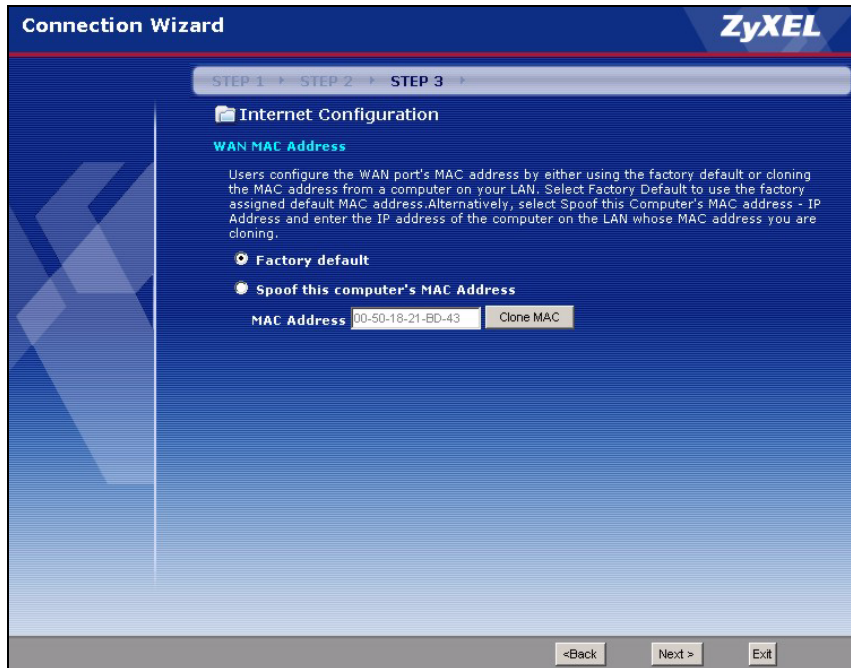 Connection Wizard
ZyXEL
STEP 1 STEP 2 STEP 3
Internet Configuration
WAN MAC Address
Users configure the WAN port's MAC address by either using the factory default or cloning
the MAC address from a computer on your LAN. Select Factory Default to use the factory
assigned default MAC address.Alternatively, select Spoof this Computer's MAC address - IP
Address and enter the IP address of the computer on the LAN whose MAC address you are
cloning.
Factory default
Spoof this computer's MAC Address
MAC Address 00-50-18-21-BD-43 Clone MAC
<Back Next > Exit